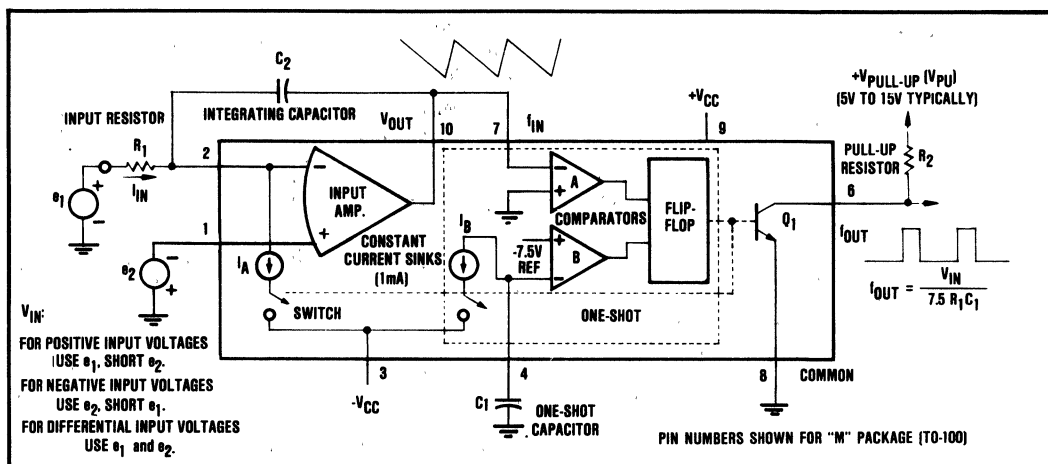 C2
INTEGRATING CAPACITOR
INPUT RESISTOR
R1
IIN
2
VOUT
10
7
fIN
+VCC
9
+VPULL-UP (VPU)
(5V TO 15V TYPICALLY)
PULL-UP
RESISTOR
R2
6
e1
+
−
−
INPUT
AMP.
+
1
e2
−
+
CONSTANT
CURRENT SINKS
(1mA)
IA
IB
SWITCH
−
+
A
COMPARATORS
-7.5V
REF
+
B
−
FLIP-
FLOP
ONE-SHOT
Q1
fOUT
fOUT = VIN / 7.5 R1C1
VIN:
FOR POSITIVE INPUT VOLTAGES
USE e1, SHORT e2.
FOR NEGATIVE INPUT VOLTAGES
USE e2, SHORT e1.
FOR DIFFERENTIAL INPUT VOLTAGES
USE e1 and e2.
3
-VCC
4
C1
ONE-SHOT
CAPACITOR
8
COMMON
PIN NUMBERS SHOWN FOR "M" PACKAGE (TO-100)